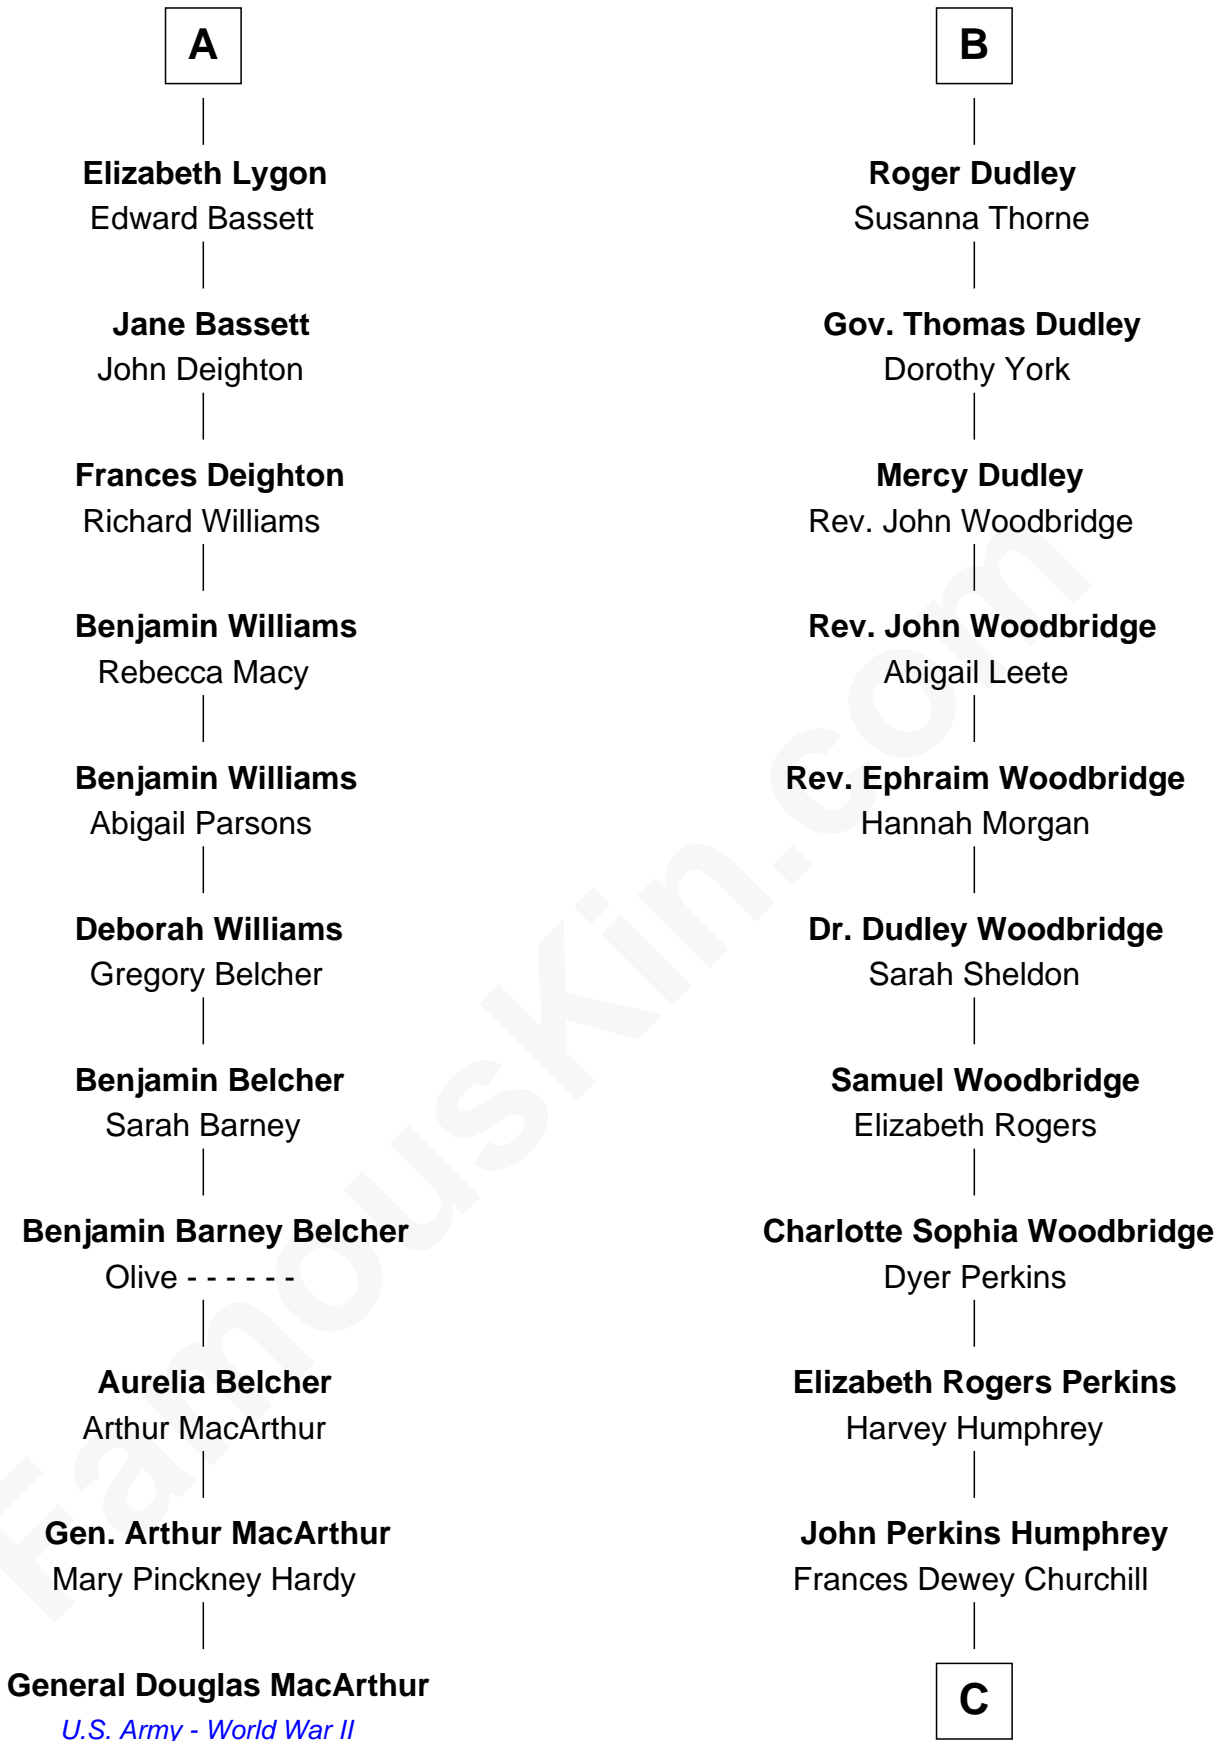 A
Elizabeth Lygon
Edward Bassett
Jane Bassett
John Deighton
Frances Deighton
Richard Williams
Benjamin Williams
Rebecca Macy
Benjamin Williams
Abigail Parsons
Deborah Williams
Gregory Belcher
Benjamin Belcher
Sarah Barney
Benjamin Barney Belcher
Olive - - - - - -
Aurelia Belcher
Arthur MacArthur
Gen. Arthur MacArthur
Mary Pinckney Hardy
General Douglas MacArthur
U.S. Army - World War II
B
Roger Dudley
Susanna Thorne
Gov. Thomas Dudley
Dorothy York
Mercy Dudley
Rev. John Woodbridge
Rev. John Woodbridge
Abigail Leete
Rev. Ephraim Woodbridge
Hannah Morgan
Dr. Dudley Woodbridge
Sarah Sheldon
Samuel Woodbridge
Elizabeth Rogers
Charlotte Sophia Woodbridge
Dyer Perkins
Elizabeth Rogers Perkins
Harvey Humphrey
John Perkins Humphrey
Frances Dewey Churchill
C
FamousKin.com